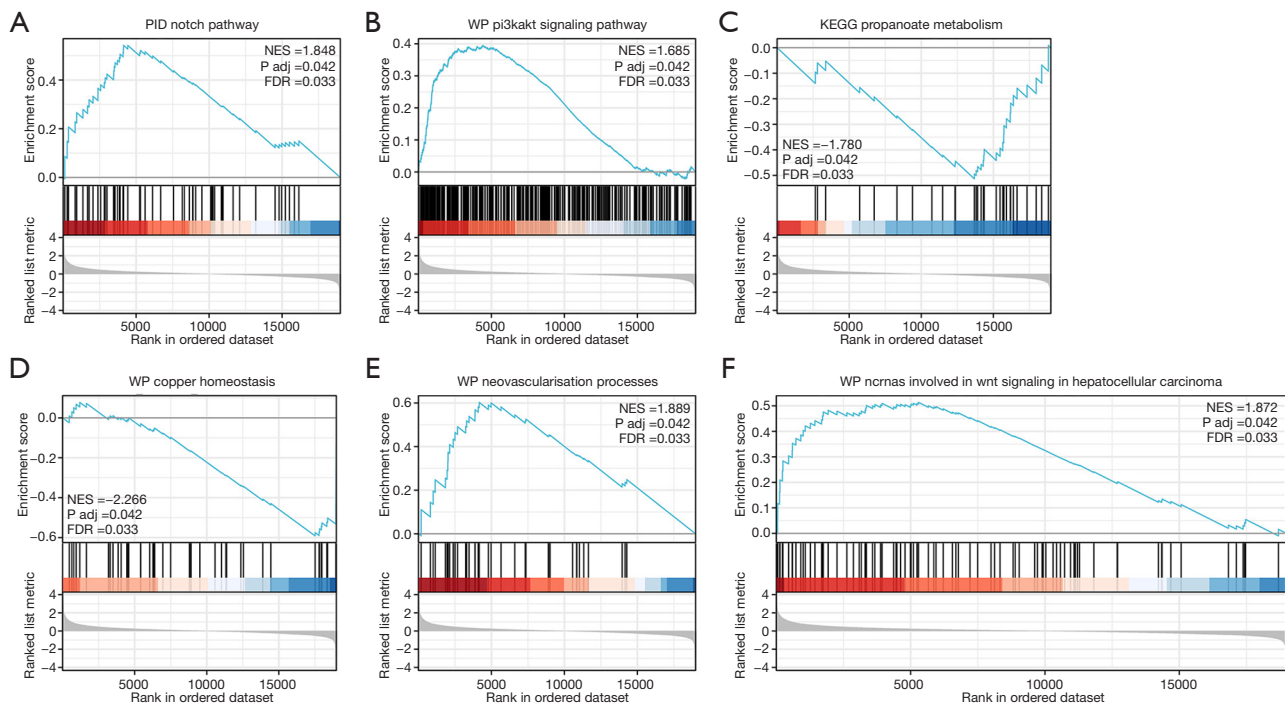 A
PID notch pathway
NES =1.848
P adj =0.042
FDR =0.033
Enrichment score
0.4
0.2
0.0
Ranked list metric
4
2
0
−2
−4
5000 10000 15000
Rank in ordered dataset
B
WP pi3kakt signaling pathway
NES =1.685
P adj =0.042
FDR =0.033
Enrichment score
0.4
0.3
0.2
0.1
0.0
Ranked list metric
4
2
0
−2
−4
5000 10000 15000
Rank in ordered dataset
C
KEGG propanoate metabolism
Enrichment score
0.0
−0.1
−0.2
−0.3
−0.4
−0.5
NES =−1.780
P adj =0.042
FDR =0.033
Ranked list metric
4
2
0
−2
−4
5000 10000 15000
Rank in ordered dataset
D
WP copper homeostasis
Enrichment score
0.0
−0.2
−0.4
−0.6
NES =−2.266
P adj =0.042
FDR =0.033
Ranked list metric
4
2
0
−2
−4
5000 10000 15000
Rank in ordered dataset
E
WP neovascularisation processes
NES =1.889
P adj =0.042
FDR =0.033
Enrichment score
0.6
0.4
0.2
0.0
Ranked list metric
4
2
0
−2
−4
5000 10000 15000
Rank in ordered dataset
F
WP ncrnas involved in wnt signaling in hepatocellular carcinoma
NES =1.872
P adj =0.042
FDR =0.033
Enrichment score
0.5
0.4
0.3
0.2
0.1
0.0
Ranked list metric
4
2
0
−2
−4
5000 10000 15000
Rank in ordered dataset